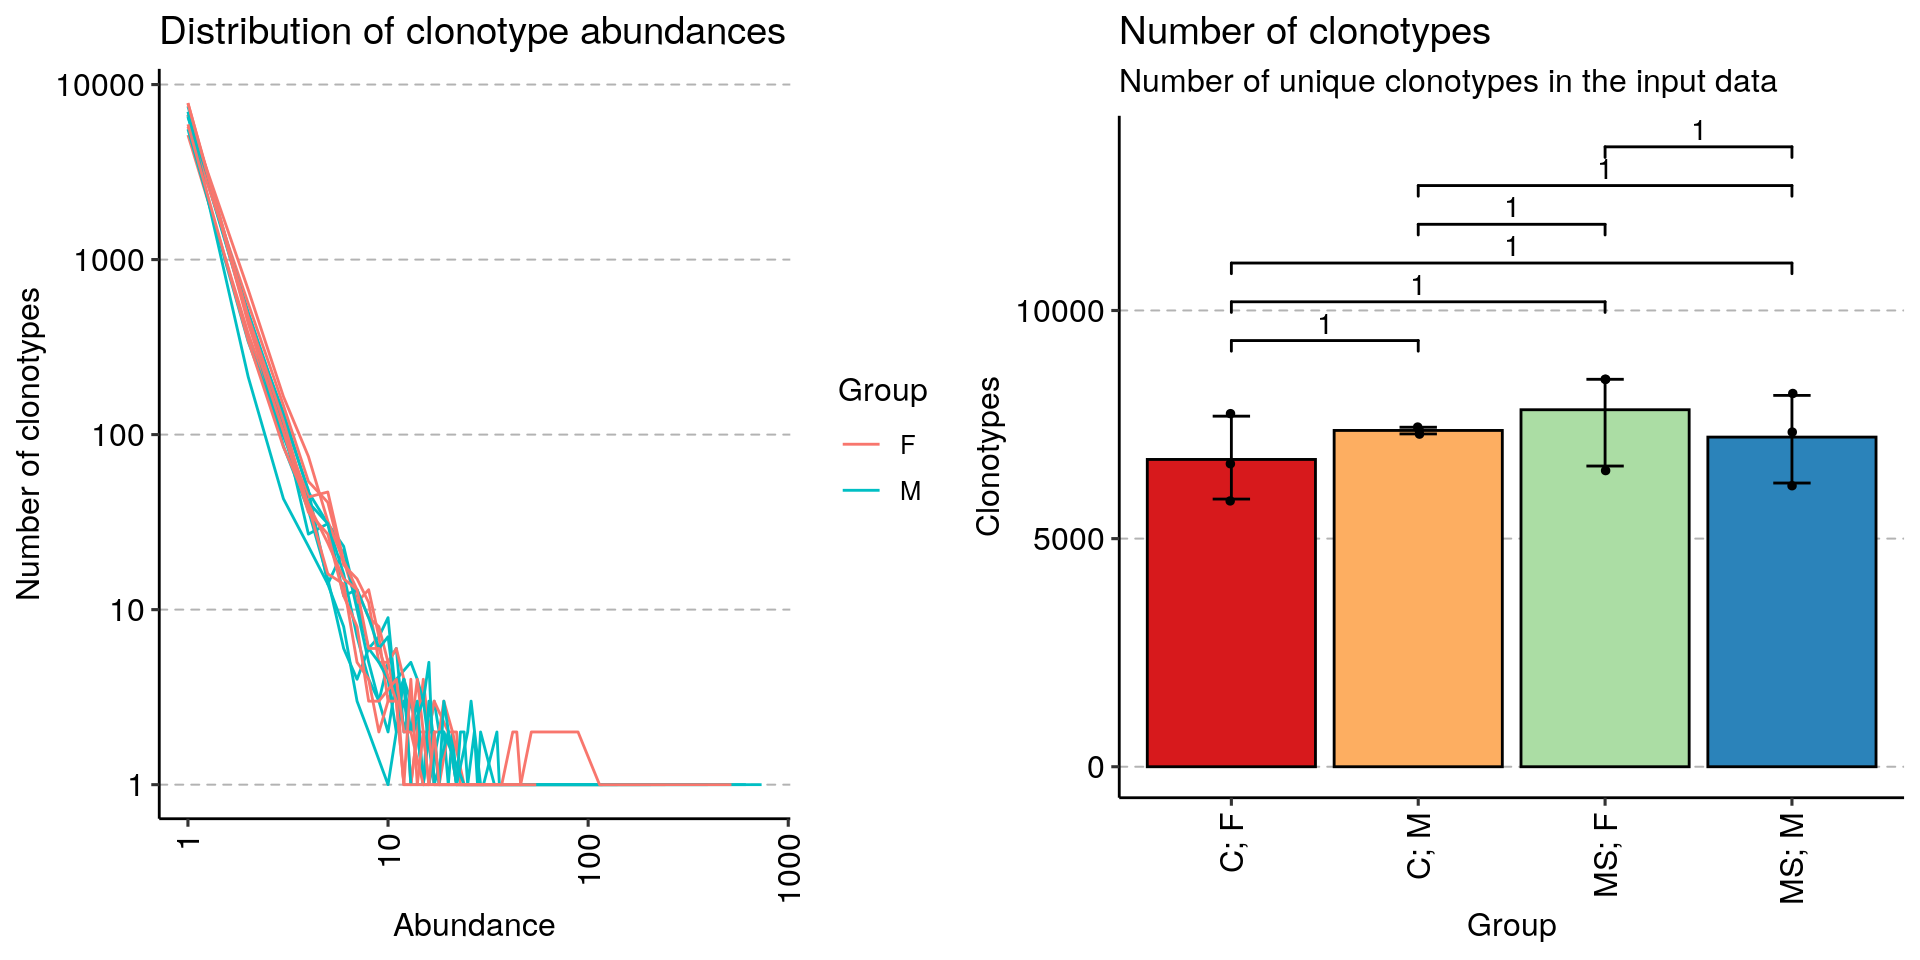 Distribution of clonotype abundances
Number of clonotypes
10000
1000
100
10
1
1
10
100
1000
Abundance
Group
F
M
Number of clonotypes
Number of unique clonotypes in the input data
Clonotypes
10000
5000
0
1
1
1
1
1
1
C; F
C; M
MS; F
MS; M
Group